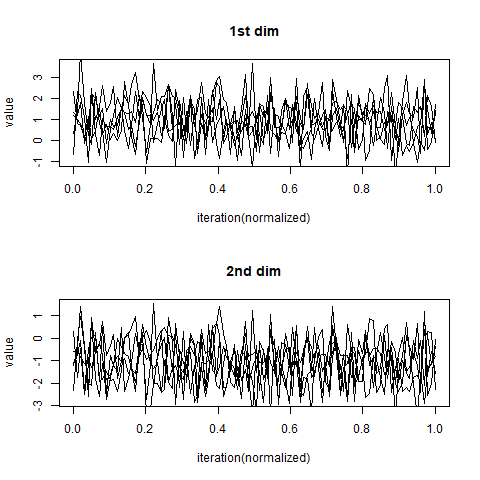 1st dim
value
3
2
1
0
-1
0.0 0.2 0.4 0.6 0.8 1.0
iteration(normalized)
2nd dim
value
1
0
-1
-2
-3
0.0 0.2 0.4 0.6 0.8 1.0
iteration(normalized)